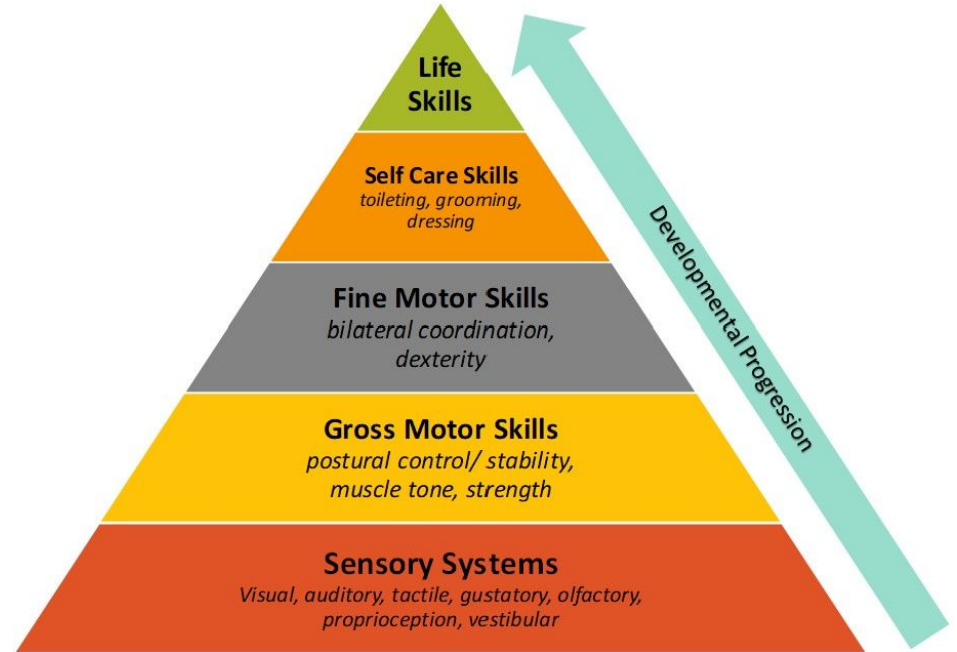 Life
Skills
Self Care Skills
toileting, grooming,
dressing
Fine Motor Skills
bilateral coordination,
dexterity
Gross Motor Skills
postural control/ stability,
muscle tone, strength
Sensory Systems
Visual, auditory, tactile, gustatory, olfactory,
proprioception, vestibular
Developmental Progression